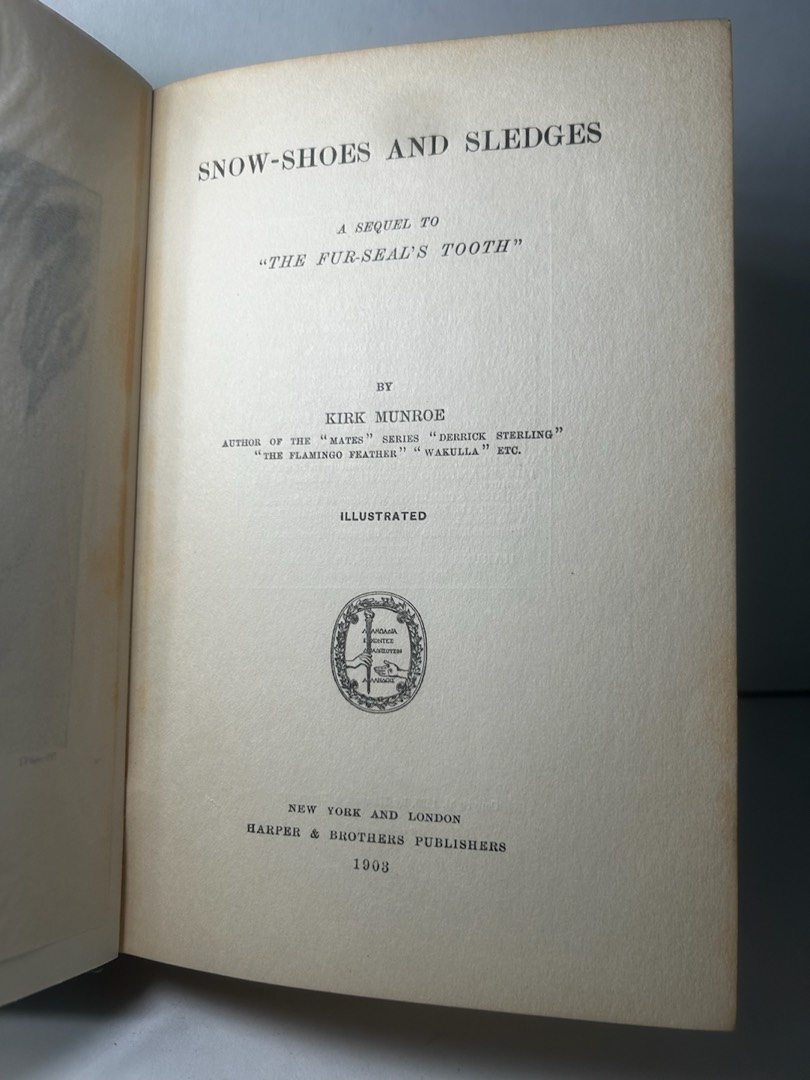 SNOW-SHOES AND SLEDGES
A SEQUEL TO
"THE FUR-SEAL'S TOOTH"
BY
KIRK MUNROE
AUTHOR OF THE "MATES" SERIES "DERRICK STERLING"
"THE FLAMINGO FEATHER" "WAKULLA" ETC.
ILLUSTRATED
NEW YORK AND LONDON
HARPER & BROTHERS PUBLISHERS
1903